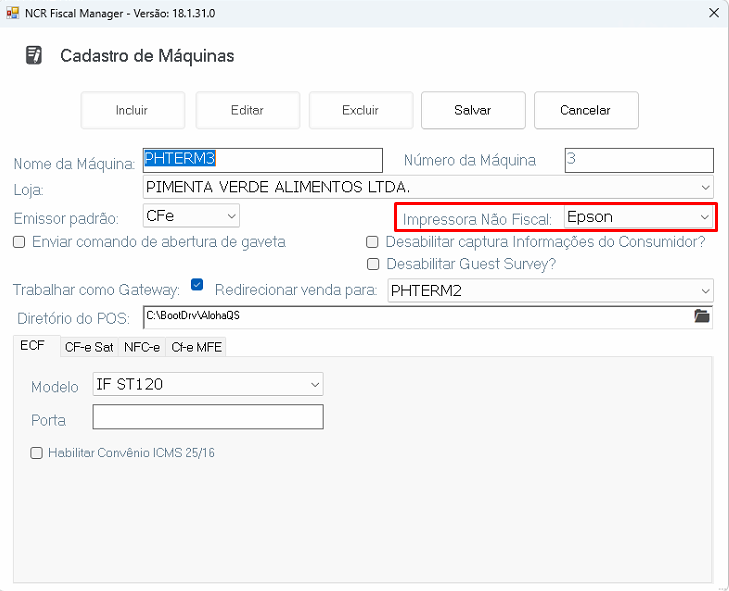 NCR Fiscal Manager - Versão: 18.1.31.0
Cadastro de Máquinas
Incluir Editar Excluir Salvar Cancelar
Nome da Máquina: PHTERM3 Número da Máquina 3
Loja: PIMENTA VERDE ALIMENTOS LTDA.
Emissor padrão: CFe Impressora Não Fiscal: Epson
Enviar comando de abertura de gaveta Desabilitar captura Informações do Consumidor?
Desabilitar Guest Survey?
Trabalhar como Gateway: Redirecionar venda para: PHTERM2
Diretório do POS: C:\BootDrv\AlohaQS
ECF CF-e Sat NFC-e Cf-e MFE
Modelo IF ST120
Porta
Habilitar Convênio ICMS 25/16